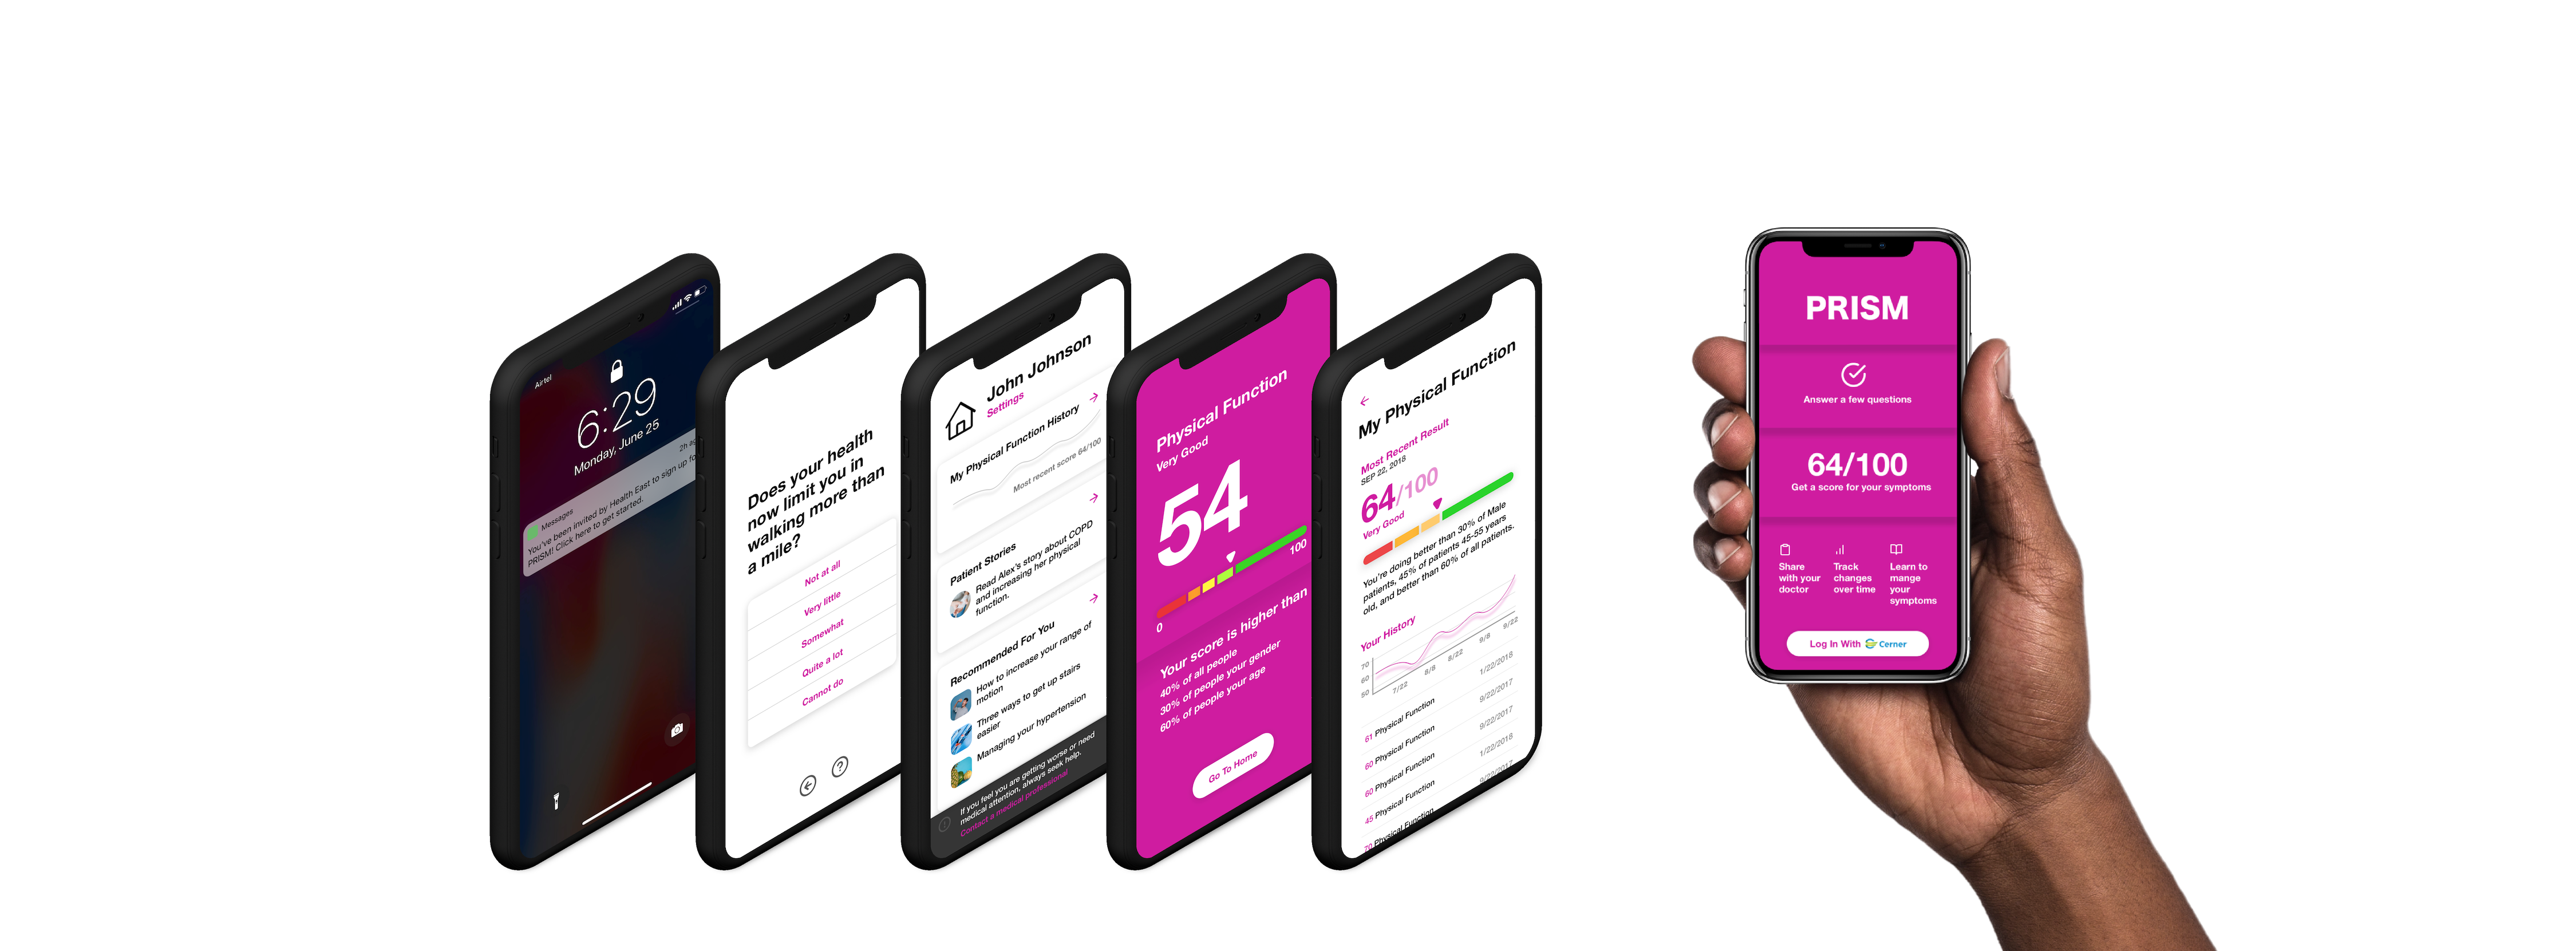 Airtel
6:29
Monday, June 25
Messages
2h ag
You've been invited by Health East to sign up fo
PRISM! Click here to get started.
Does your health
now limit you in
walking more than
a mile?
Not at all
Very little
Somewhat
Quite a lot
Cannot do
?
John Johnson
Settings
My Physical Function History
Most recent score 64/100
Patient Stories
Read Alex's story about COPD
and increasing her physical
function.
Recommended For You
How to increase your range of
motion
Three ways to get up stairs
easier
Managing your hypertension
If you feel you are getting worse or need
medical attention, always seek help.
Contact a medical professional
Physical Function
Very Good
54
0
100
Your score is higher than
40% of all people
30% of people your gender
60% of people your age
Go To Home
My Physical Function
Most Recent Result
SEP 22, 2018
64/100
Very Good
You're doing better than 30% of Male
patients, 45% of patients 45-55 years
old, and better than 60% of all patients.
Your History
70
60
50
7/22
8/8
8/22
9/8
9/22
61 Physical Function 1/22/2018
60 Physical Function 9/22/2017
60 Physical Function 9/22/2017
45 Physical Function 1/22/2018
70 Physical Function 9/22/2017
PRISM
Answer a few questions
64/100
Get a score for your symptoms
Share
with your
doctor
Track
changes
over time
Learn to
mange
your
symptoms
Log In With Cerner